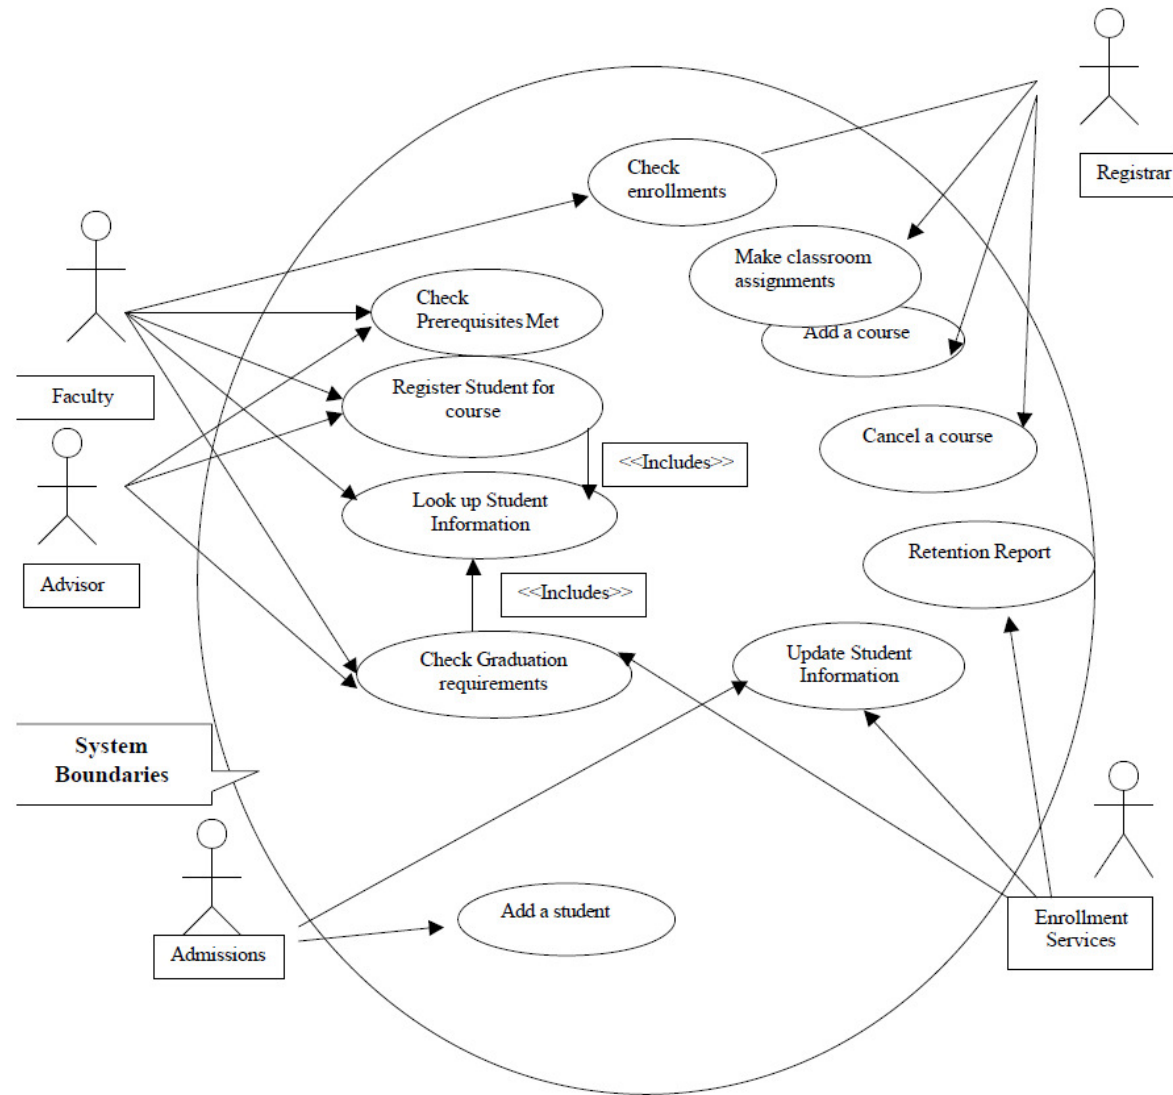 Check
enrollments
Registrar
Make classroom
assignments
Check
Prerequisites Met
Add a course
Faculty
Register Student for
course
Cancel a course
<<Includes>>
Look up Student
Information
Retention Report
Advisor
<<Includes>>
Check Graduation
requirements
Update Student
Information
System
Boundaries
Add a student
Enrollment
Services
Admissions